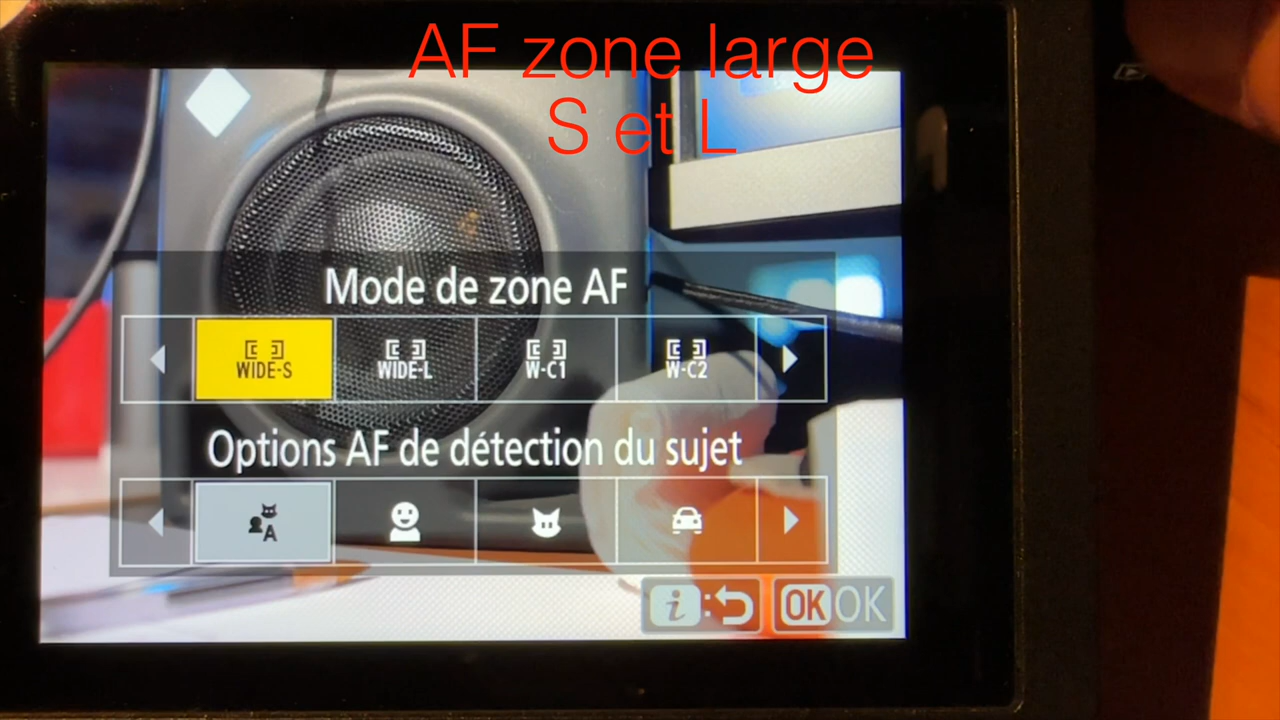 AF zone large
S et L
Mode de zone AF
WIDE-S WIDE-L W-C1 W-C2
Options AF de détection du sujet
A
i : OK OK